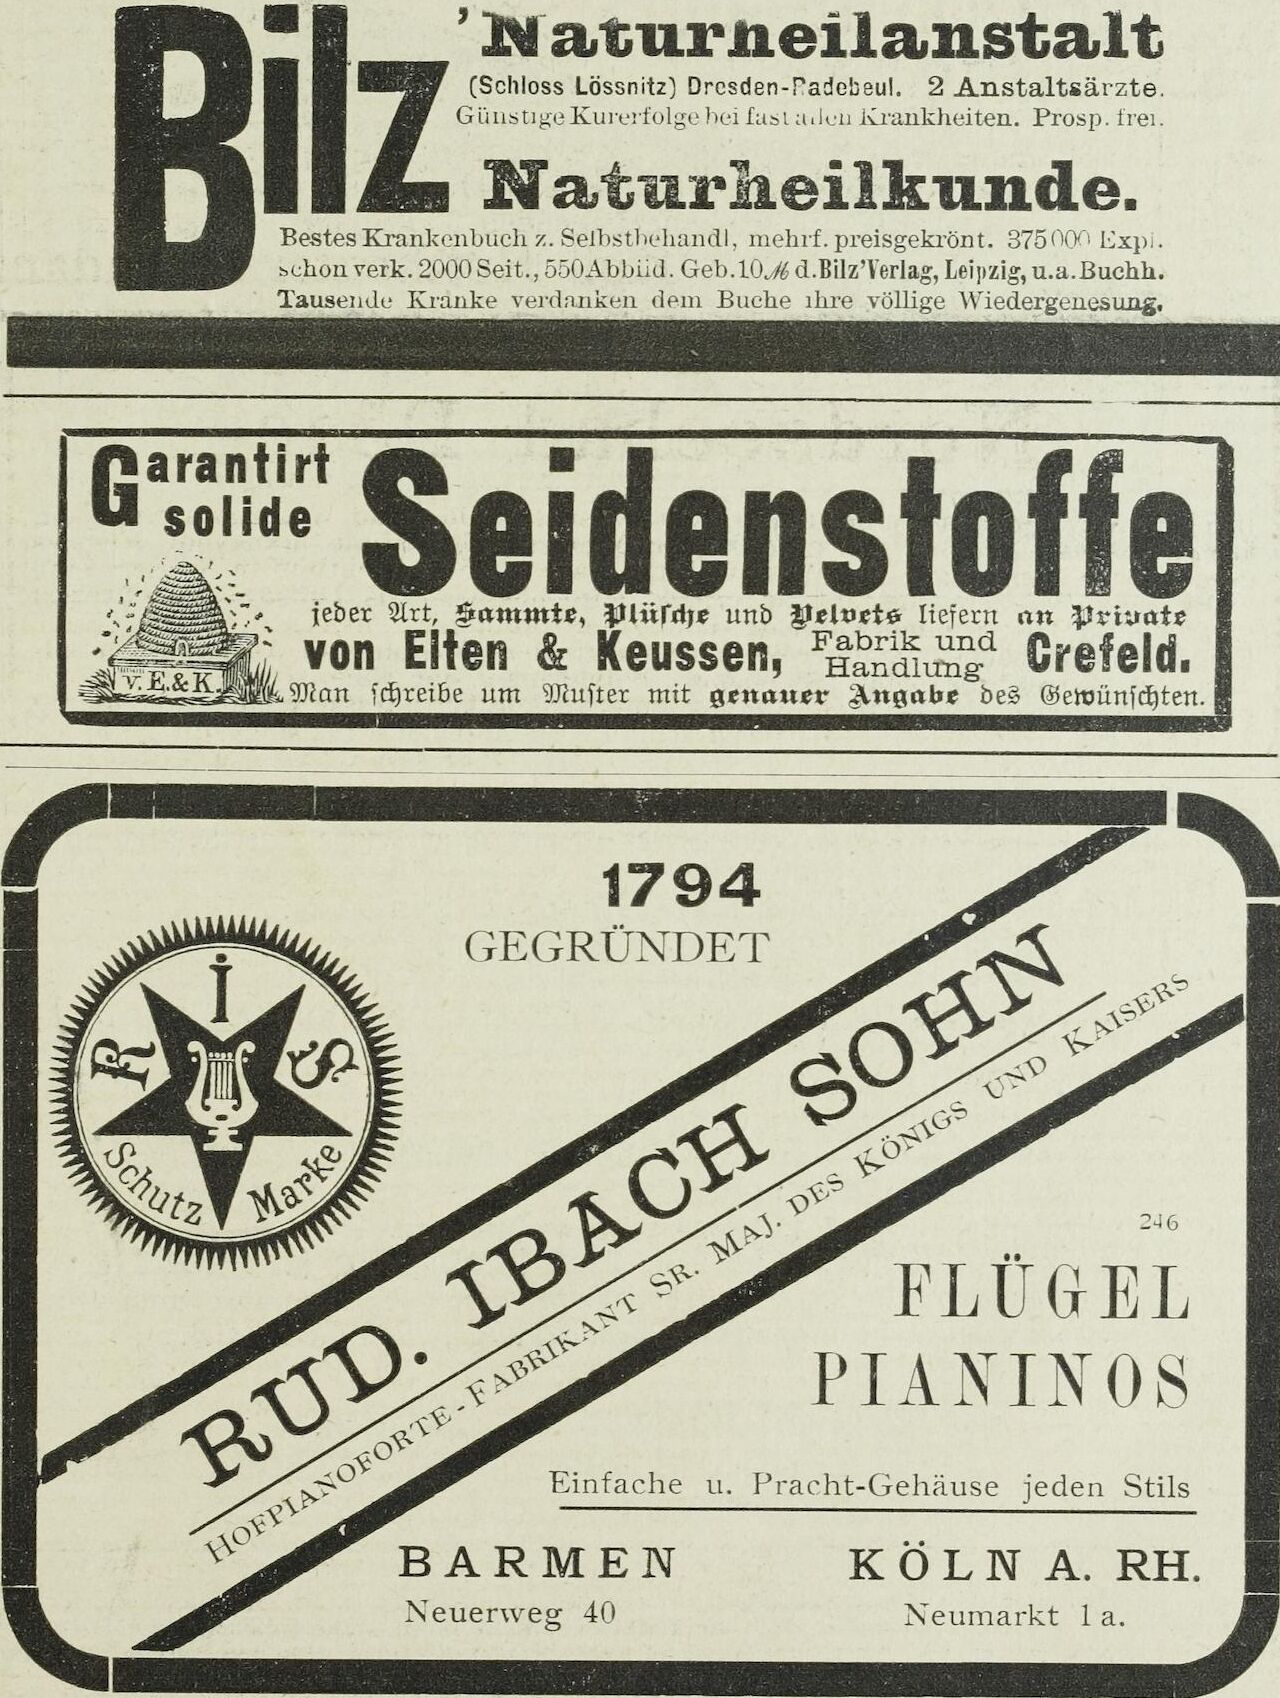 Bilz' Naturheilanstalt
(Schloss Lössnitz) Dresden-Radebeul. 2 Anstaltsärzte.
Günstige Kurerfolge bei fast allen Krankheiten. Prosp. frei.
Naturheilkunde.
Bestes Krankenbuch z. Selbstbehandl, mehrf. preisgekrönt. 375000 Expl.
schon verk. 2000 Seit., 550 Abbild. Geb. 10 ℳ d. Bilz' Verlag, Leipzig, u. a. Buchh.
Tausende Kranke verdanken dem Buche ihre völlige Wiedergenesung.
Garantirt
solide
Seidenstoffe
jeder Art, Sammte, Plüsche und Velvets liefern an Private
von Elten & Keussen, Fabrik und Handlung Crefeld.
v. E. & K.
Man schreibe um Muster mit genauer Angabe des Gewünschten.
1794
GEGRÜNDET
R I S
Schutz Marke
RUD. IBACH SOHN
HOFPIANOFORTE-FABRIKANT SR. MAJ. DES KÖNIGS UND KAISERS
246
FLÜGEL
PIANINOS
Einfache u. Pracht-Gehäuse jeden Stils
BARMEN KÖLN A. RH.
Neuerweg 40 Neumarkt 1a.